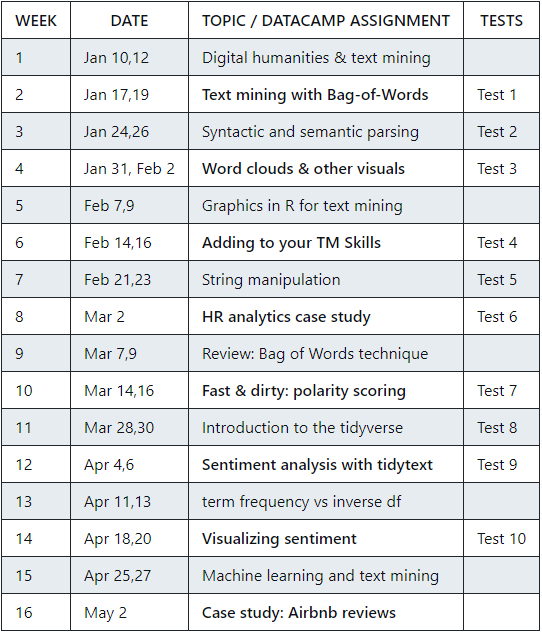 WEEK DATE TOPIC / DATACAMP ASSIGNMENT TESTS
1 Jan 10,12 Digital humanities & text mining
2 Jan 17,19 Text mining with Bag-of-Words Test 1
3 Jan 24,26 Syntactic and semantic parsing Test 2
4 Jan 31, Feb 2 Word clouds & other visuals Test 3
5 Feb 7,9 Graphics in R for text mining
6 Feb 14,16 Adding to your TM Skills Test 4
7 Feb 21,23 String manipulation Test 5
8 Mar 2 HR analytics case study Test 6
9 Mar 7,9 Review: Bag of Words technique
10 Mar 14,16 Fast & dirty: polarity scoring Test 7
11 Mar 28,30 Introduction to the tidyverse Test 8
12 Apr 4,6 Sentiment analysis with tidytext Test 9
13 Apr 11,13 term frequency vs inverse df
14 Apr 18,20 Visualizing sentiment Test 10
15 Apr 25,27 Machine learning and text mining
16 May 2 Case study: Airbnb reviews